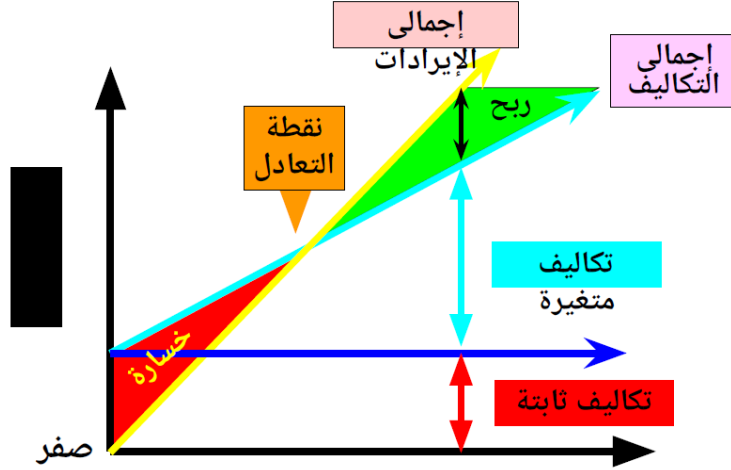 إجمالى
الإيرادات
إجمالى
التكاليف
نقطة
التعادل
ربح
تكاليف
متغيرة
خسارة
تكاليف ثابتة
صفر